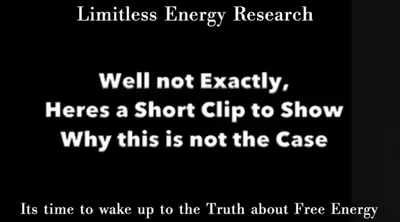 Limitless Energy Research
Well not Exactly,
Heres a Short Clip to Show
Why this is not the Case
Its time to wake up to the Truth about Free Energy